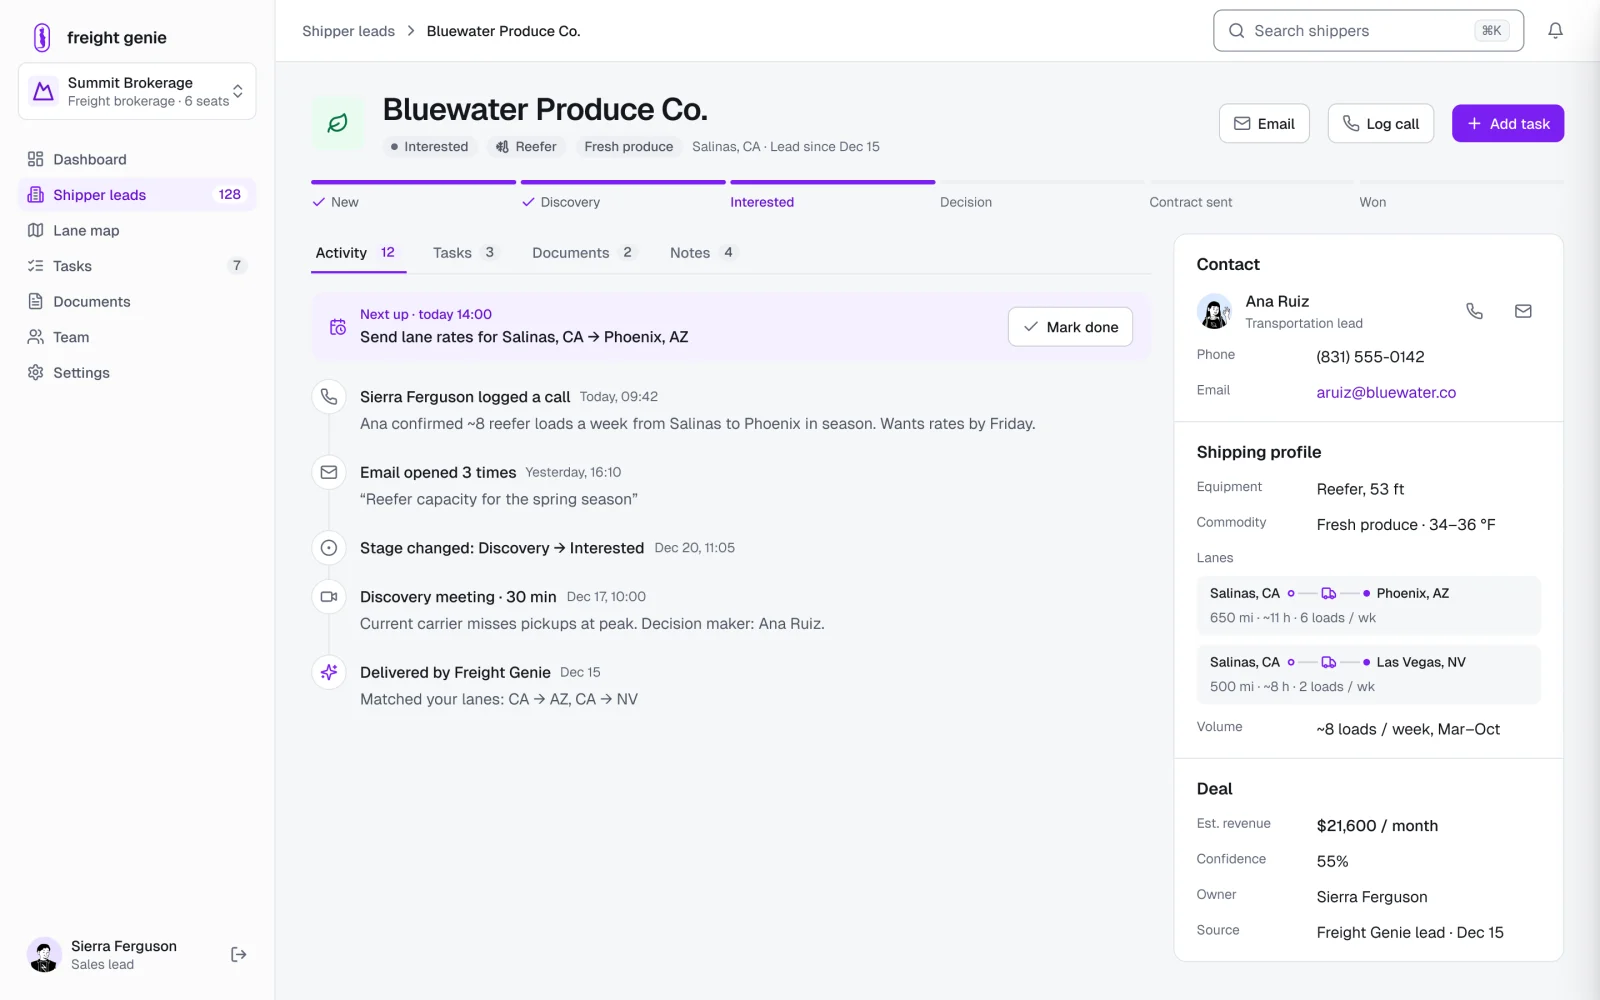 freight genie
Summit Brokerage
Freight brokerage · 6 seats
Dashboard
Shipper leads 128
Lane map
Tasks 7
Documents
Team
Settings
Sierra Ferguson
Sales lead
Shipper leads > Bluewater Produce Co.
Search shippers ⌘K
Bluewater Produce Co.
Interested Reefer Fresh produce Salinas, CA · Lead since Dec 15
Email Log call + Add task
New Discovery Interested Decision Contract sent Won
Activity 12 Tasks 3 Documents 2 Notes 4
Next up · today 14:00
Send lane rates for Salinas, CA → Phoenix, AZ
Mark done
Sierra Ferguson logged a call Today, 09:42
Ana confirmed ~8 reefer loads a week from Salinas to Phoenix in season. Wants rates by Friday.
Email opened 3 times Yesterday, 16:10
“Reefer capacity for the spring season”
Stage changed: Discovery → Interested Dec 20, 11:05
Discovery meeting · 30 min Dec 17, 10:00
Current carrier misses pickups at peak. Decision maker: Ana Ruiz.
Delivered by Freight Genie Dec 15
Matched your lanes: CA → AZ, CA → NV
Contact
Ana Ruiz
Transportation lead
Phone (831) 555-0142
Email aruiz@bluewater.co
Shipping profile
Equipment Reefer, 53 ft
Commodity Fresh produce · 34–36 °F
Lanes
Salinas, CA Phoenix, AZ
650 mi · ~11 h · 6 loads / wk
Salinas, CA Las Vegas, NV
500 mi · ~8 h · 2 loads / wk
Volume ~8 loads / week, Mar–Oct
Deal
Est. revenue $21,600 / month
Confidence 55%
Owner Sierra Ferguson
Source Freight Genie lead · Dec 15